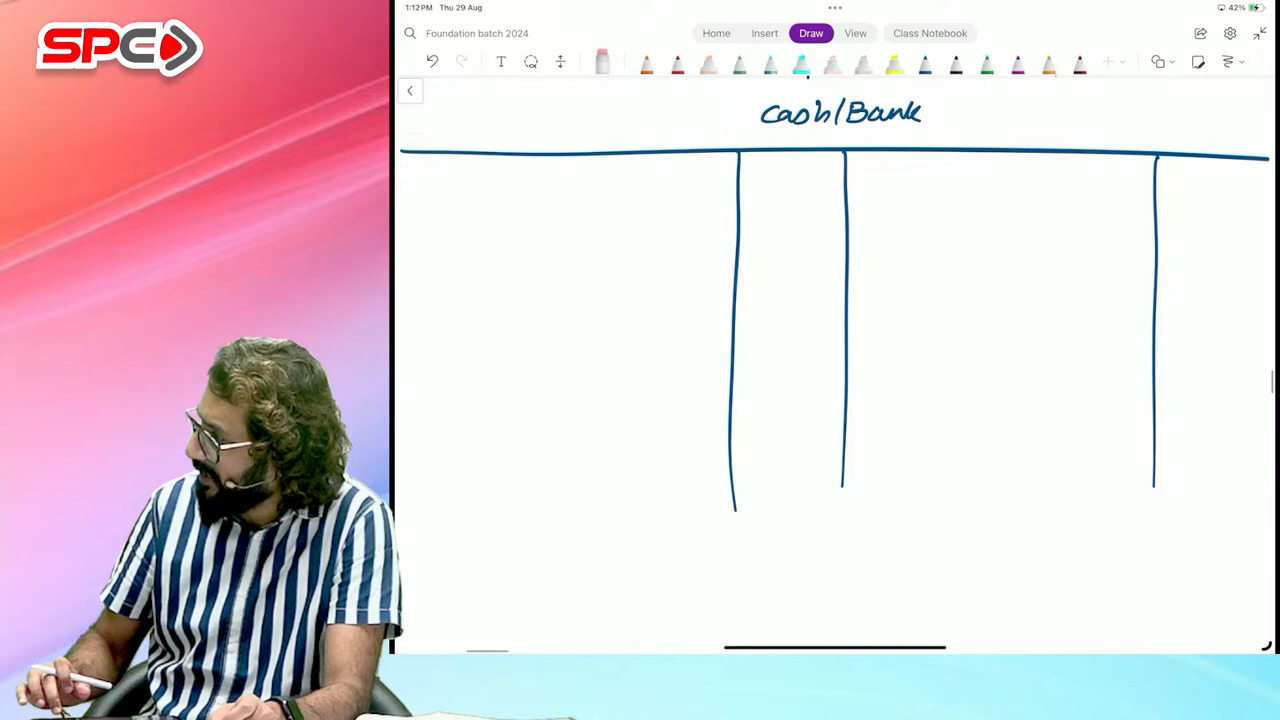 SPC
1:12 PM Thu 29 Aug
42%
Foundation batch 2024
Home Insert Draw View Class Notebook
T
Cash/Bank